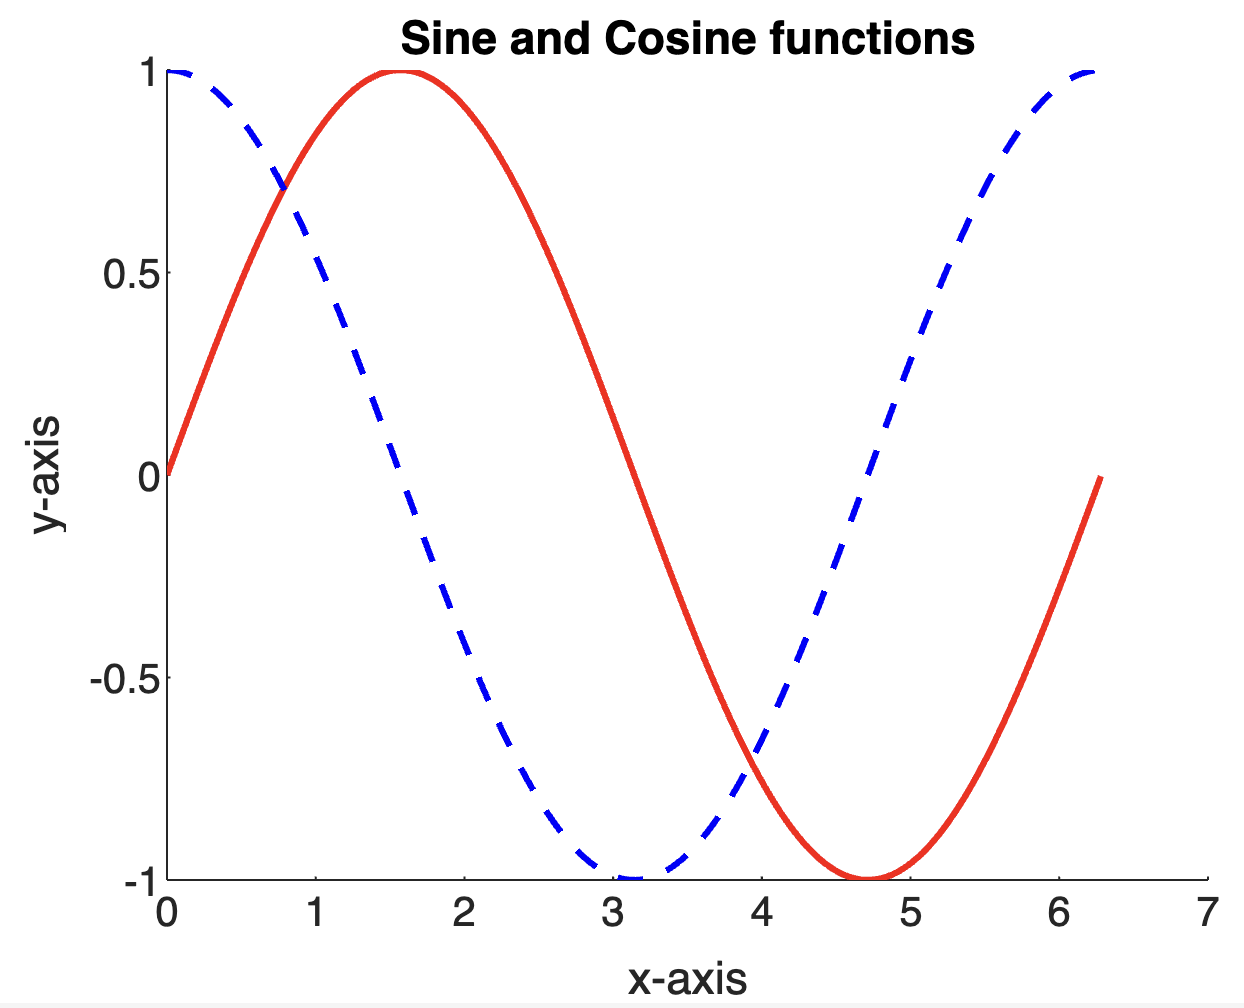 Sine and Cosine functions
1
0.5
0
-0.5
-1
y-axis
0 1 2 3 4 5 6 7
x-axis